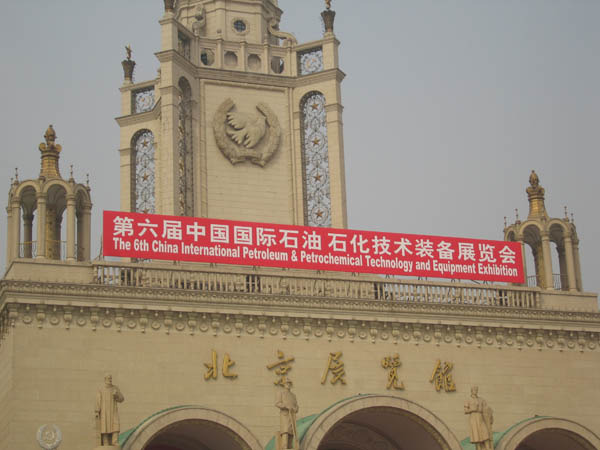 第六届中国国际石油石化技术装备展览会
The 6th China International Petroleum & Petrochemical Technology and Equipment Exhibition
北京展览馆